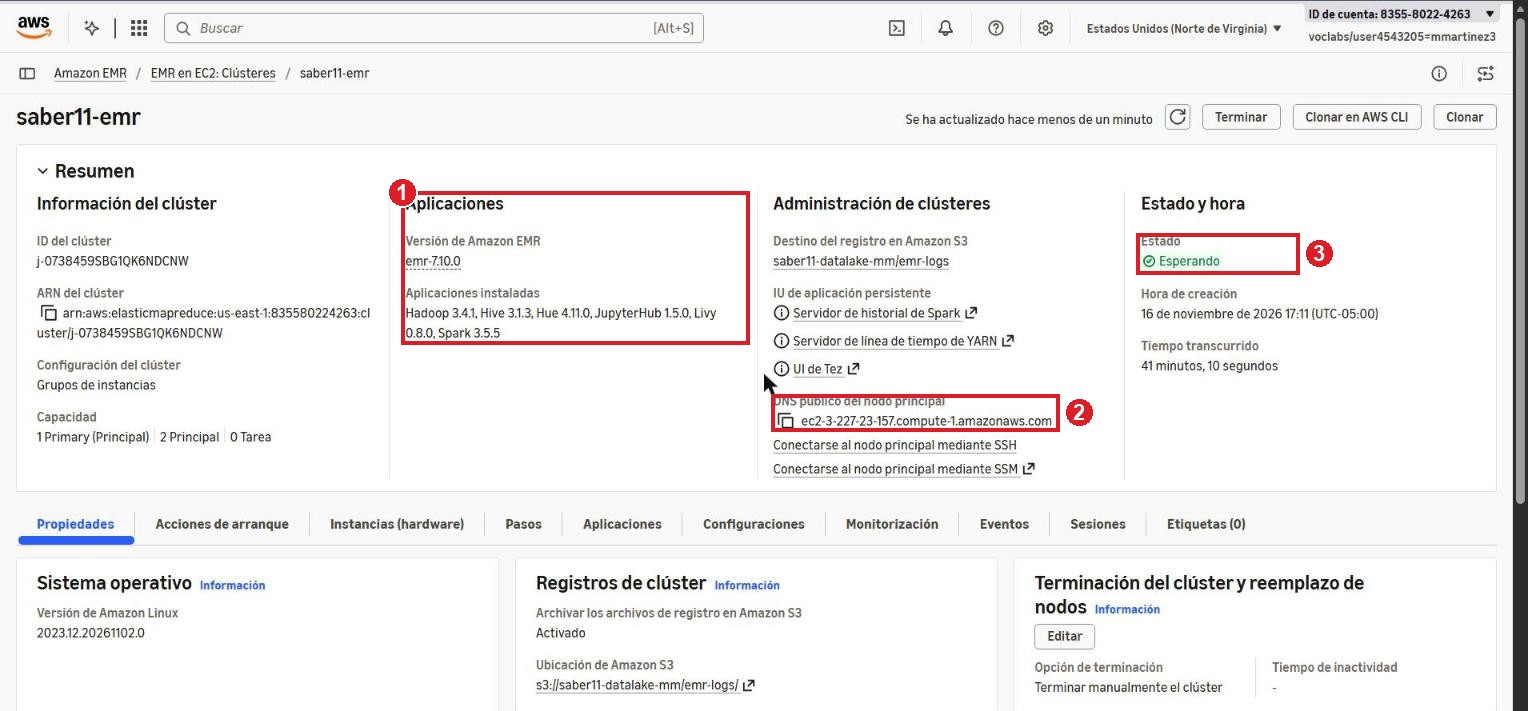 aws
Buscar [Alt+S]
Estados Unidos (Norte de Virginia)
ID de cuenta: 8355-8022-4263
voclabs/user4543205=mmartinez3
Amazon EMR / EMR en EC2: Clústeres / saber11-emr
saber11-emr
Se ha actualizado hace menos de un minuto
Terminar
Clonar en AWS CLI
Clonar
Resumen
Información del clúster
ID del clúster
j-0738459SBG1QK6NDCNW
ARN del clúster
arn:aws:elasticmapreduce:us-east-1:835580224263:cl
uster/j-0738459SBG1QK6NDCNW
Configuración del clúster
Grupos de instancias
Capacidad
1 Primary (Principal) 2 Principal 0 Tarea
1
Aplicaciones
Versión de Amazon EMR
emr-7.10.0
Aplicaciones instaladas
Hadoop 3.4.1, Hive 3.1.3, Hue 4.11.0, JupyterHub 1.5.0, Livy
0.8.0, Spark 3.5.5
Administración de clústeres
Destino del registro en Amazon S3
saber11-datalake-mm/emr-logs
IU de aplicación persistente
Servidor de historial de Spark
Servidor de línea de tiempo de YARN
UI de Tez
DNS público del nodo principal
ec2-3-227-23-157.compute-1.amazonaws.com
2
Conectarse al nodo principal mediante SSH
Conectarse al nodo principal mediante SSM
Estado y hora
Estado
Esperando
3
Hora de creación
16 de noviembre de 2026 17:11 (UTC-05:00)
Tiempo transcurrido
41 minutos, 10 segundos
Propiedades
Acciones de arranque
Instancias (hardware)
Pasos
Aplicaciones
Configuraciones
Monitorización
Eventos
Sesiones
Etiquetas (0)
Sistema operativo Información
Versión de Amazon Linux
2023.12.20261102.0
Registros de clúster Información
Archivar los archivos de registro en Amazon S3
Activado
Ubicación de Amazon S3
s3://saber11-datalake-mm/emr-logs/
Terminación del clúster y reemplazo de
nodos Información
Editar
Opción de terminación
Terminar manualmente el clúster
Tiempo de inactividad
-